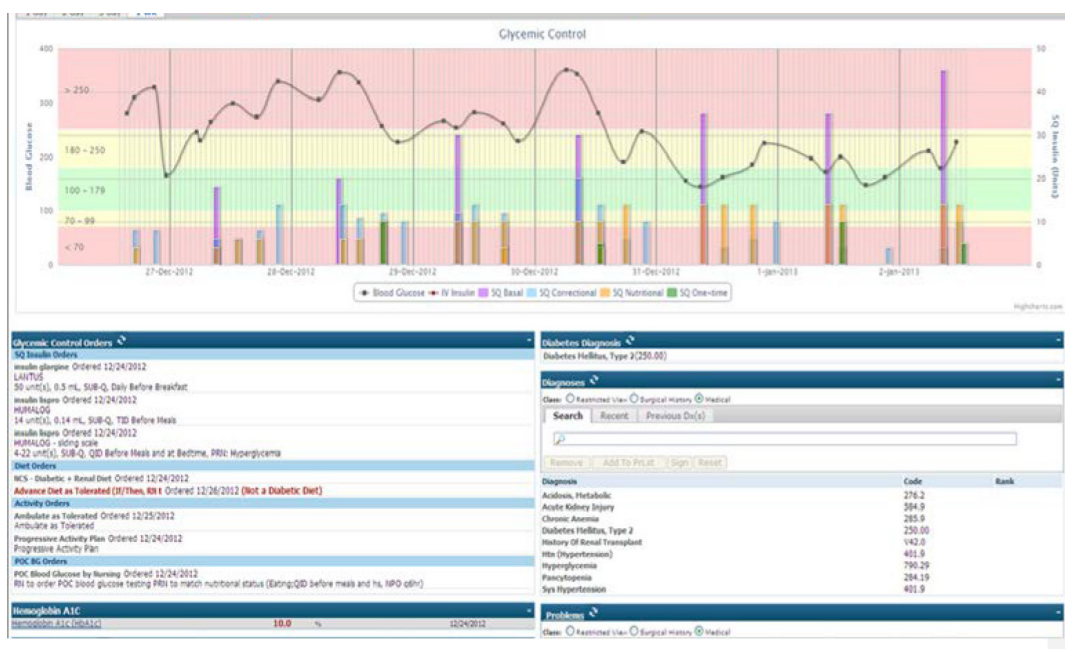 1 Wk
Glycemic Control
400
300
200
100
0
Blood Glucose
> 250
180 - 250
100 - 179
70 - 99
< 70
50
40
30
20
10
0
SQ Insulin (Units)
27-Dec-2012 28-Dec-2012 29-Dec-2012 30-Dec-2012 31-Dec-2012 1-Jan-2013 2-Jan-2013
Blood Glucose IV Insulin SQ Basal SQ Correctional SQ Nutritional SQ One-time
Highcharts.com
Glycemic Control Orders
SQ Insulin Orders
insulin glargine Ordered 12/24/2012
LANTUS
50 unit(s), 0.5 mL, SUB-Q, Daily Before Breakfast
insulin lispro Ordered 12/24/2012
HUMALOG
14 unit(s), 0.14 mL, SUB-Q, TID Before Meals
insulin lispro Ordered 12/24/2012
HUMALOG - sliding scale
4-22 unit(s), SUB-Q, QID Before Meals and at Bedtime, PRN: Hyperglycemia
Diet Orders
NCS - Diabetic + Renal Diet Ordered 12/24/2012
Advance Diet as Tolerated (If/Then, RN t Ordered 12/26/2012 (Not a Diabetic Diet)
Activity Orders
Ambulate as Tolerated Ordered 12/25/2012
Ambulate as Tolerated
Progressive Activity Plan Ordered 12/24/2012
Progressive Activity Plan
POC BG Orders
POC Blood Glucose by Nursing Ordered 12/24/2012
RN to order POC blood glucose testing PRN to match nutritional status (Eating;QID before meals and hs, NPO q6hr)
Hemoglobin A1C
Hemoglobin A1c (HbA1c) 10.0 % 12/24/2012
Diabetes Diagnosis
Diabetes Mellitus, Type 2(250.00)
Diagnoses
Class: Restricted View Surgical History Medical
Search Recent Previous Dx(s)
Remove Add To PrLst Sign Reset
Diagnosis Code Rank
Acidosis, Metabolic 276.2
Acute Kidney Injury 584.9
Chronic Anemia 285.9
Diabetes Mellitus, Type 2 250.00
History Of Renal Transplant V42.0
Htn (Hypertension) 401.9
Hyperglycemia 790.29
Pancytopenia 284.19
Sys Hypertension 401.9
Problems
Class: Restricted View Surgical History Medical